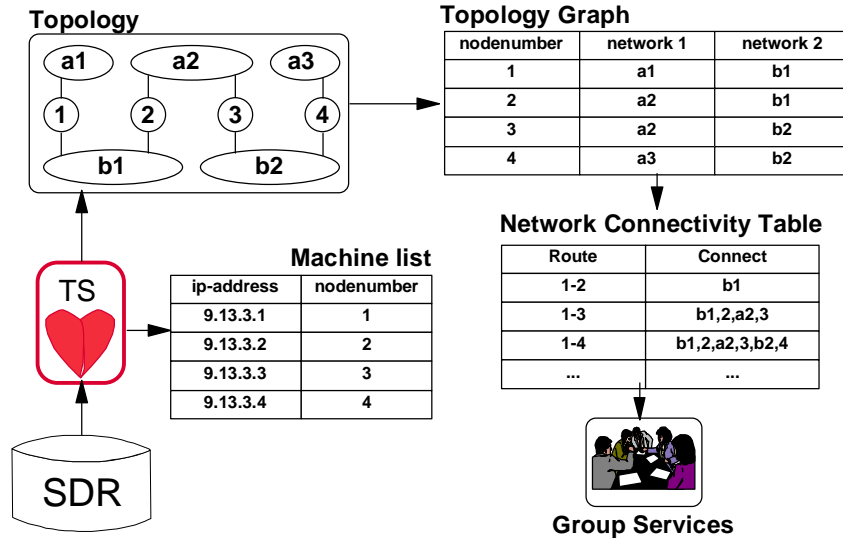 Topology
a1 a2 a3
1 2 3 4
b1 b2
Topology Graph
nodenumber network 1 network 2
1 a1 b1
2 a2 b1
3 a2 b2
4 a3 b2
TS
Machine list
ip-address nodenumber
9.13.3.1 1
9.13.3.2 2
9.13.3.3 3
9.13.3.4 4
SDR
Network Connectivity Table
Route Connect
1-2 b1
1-3 b1,2,a2,3
1-4 b1,2,a2,3,b2,4
... ...
Group Services